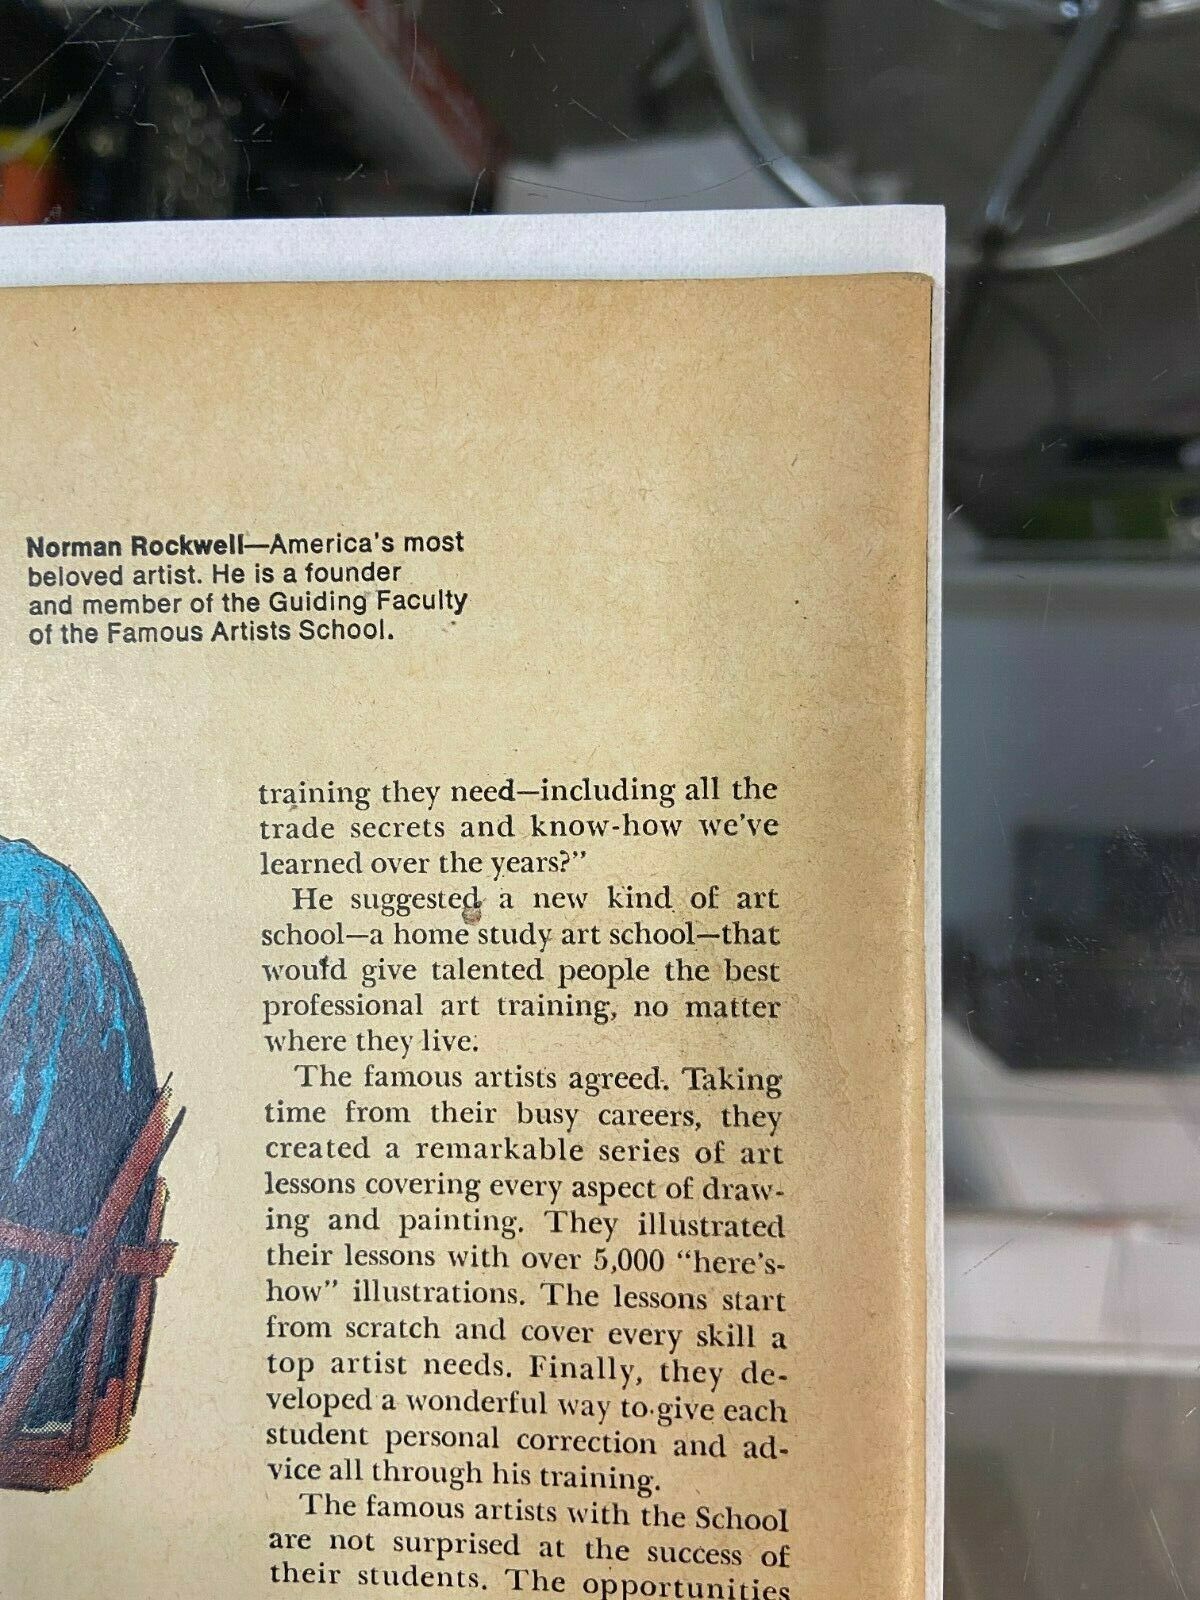 Norman Rockwell—America's most
beloved artist. He is a founder
and member of the Guiding Faculty
of the Famous Artists School.
training they need—including all the
trade secrets and know-how we've
learned over the years?"
He suggested a new kind of art
school—a home study art school—that
would give talented people the best
professional art training, no matter
where they live.
The famous artists agreed. Taking
time from their busy careers, they
created a remarkable series of art
lessons covering every aspect of draw-
ing and painting. They illustrated
their lessons with over 5,000 "here's-
how" illustrations. The lessons start
from scratch and cover every skill a
top artist needs. Finally, they de-
veloped a wonderful way to give each
student personal correction and ad-
vice all through his training.
The famous artists with the School
are not surprised at the success of
their students. The opportunities